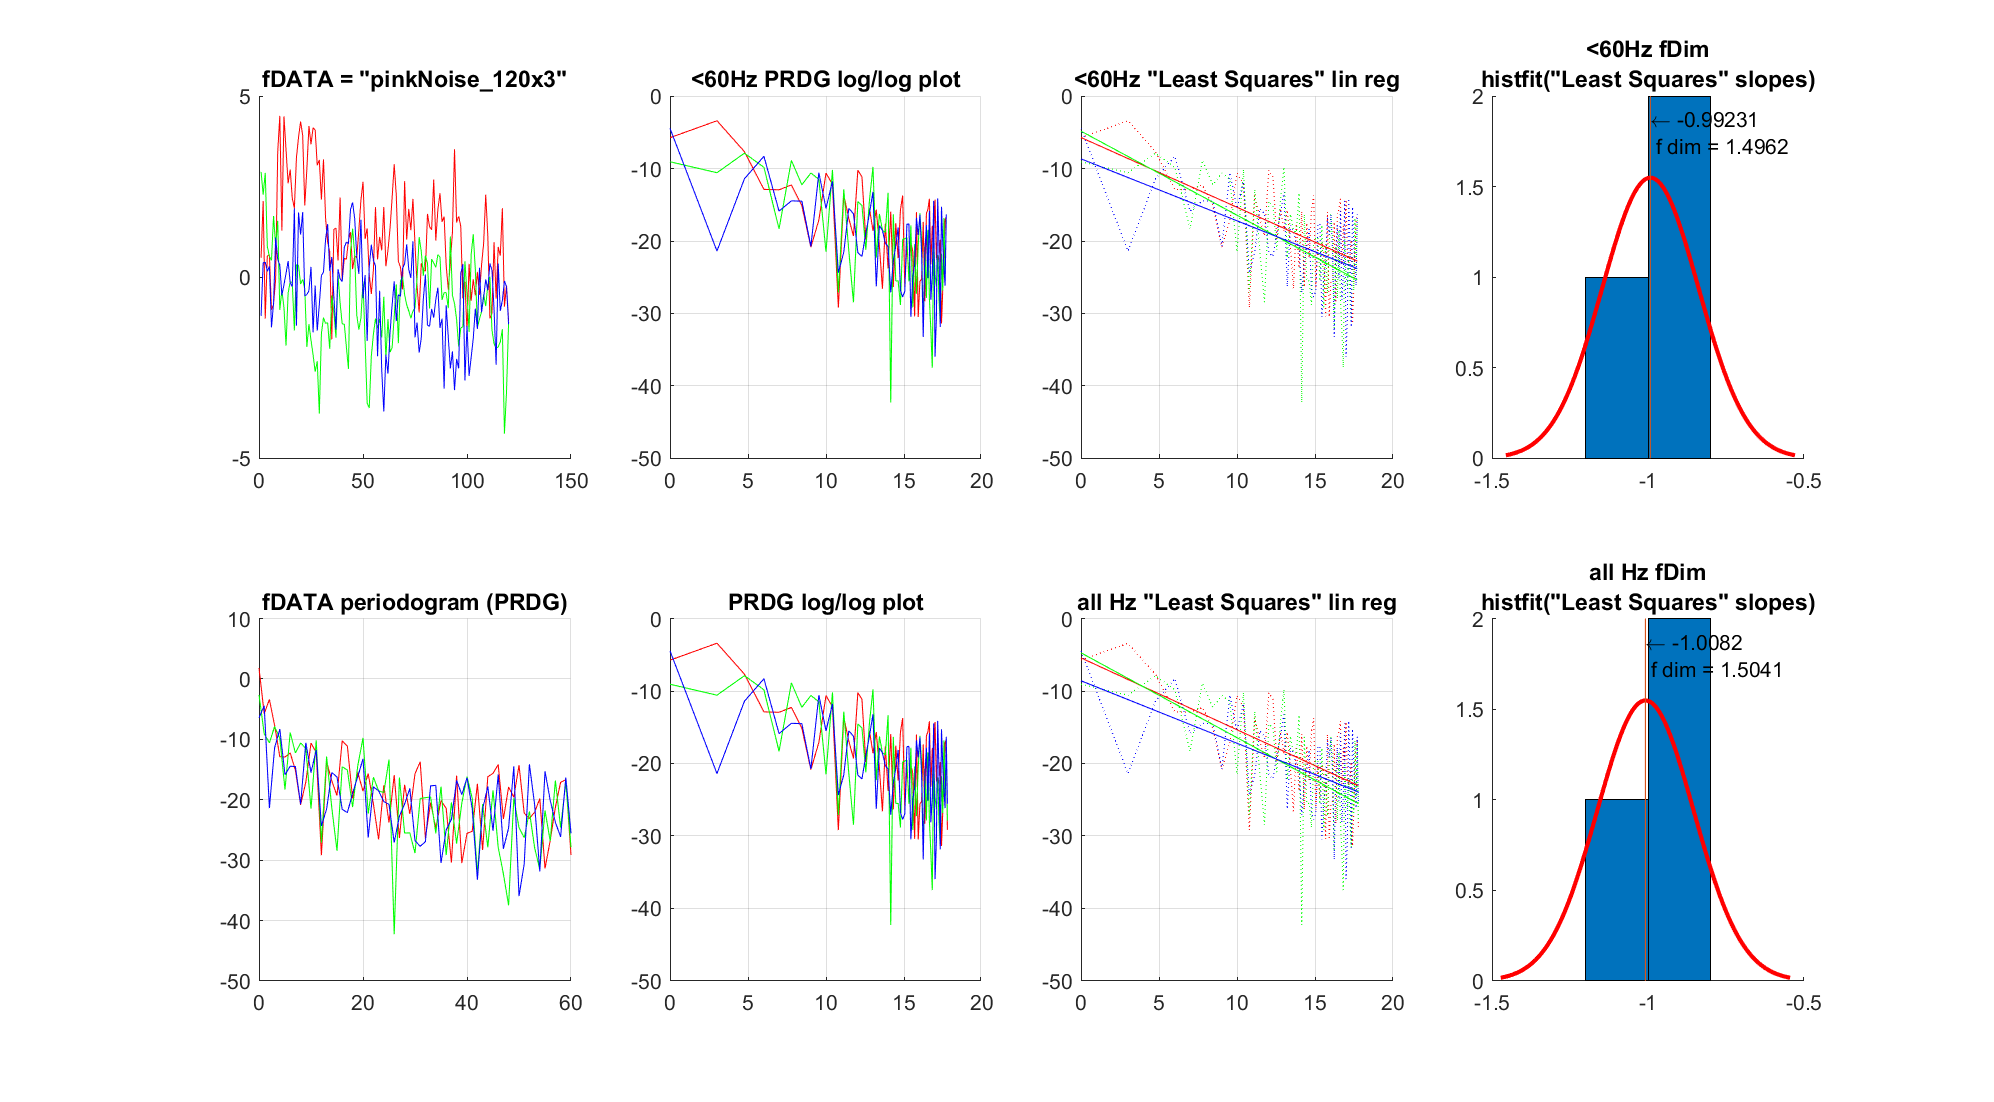 fDATA = "pinkNoise_120x3"
5
0
-5
0 50 100 150
<60Hz PRDG log/log plot
0
-10
-20
-30
-40
-50
0 5 10 15 20
<60Hz "Least Squares" lin reg
0
-10
-20
-30
-40
-50
0 5 10 15 20
<60Hz fDim
histfit("Least Squares" slopes)
← -0.99231
f dim = 1.4962
2
1.5
1
0.5
0
-1.5 -1 -0.5
fDATA periodogram (PRDG)
10
0
-10
-20
-30
-40
-50
0 20 40 60
PRDG log/log plot
0
-10
-20
-30
-40
-50
0 5 10 15 20
all Hz "Least Squares" lin reg
0
-10
-20
-30
-40
-50
0 5 10 15 20
all Hz fDim
histfit("Least Squares" slopes)
← -1.0082
f dim = 1.5041
2
1.5
1
0.5
0
-1.5 -1 -0.5